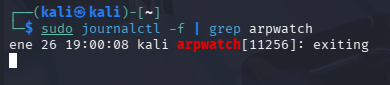 ┌──(kali㉿kali)-[~]
└─$ sudo journalctl -f | grep arpwatch
ene 26 19:00:08 kali arpwatch[11256]: exiting